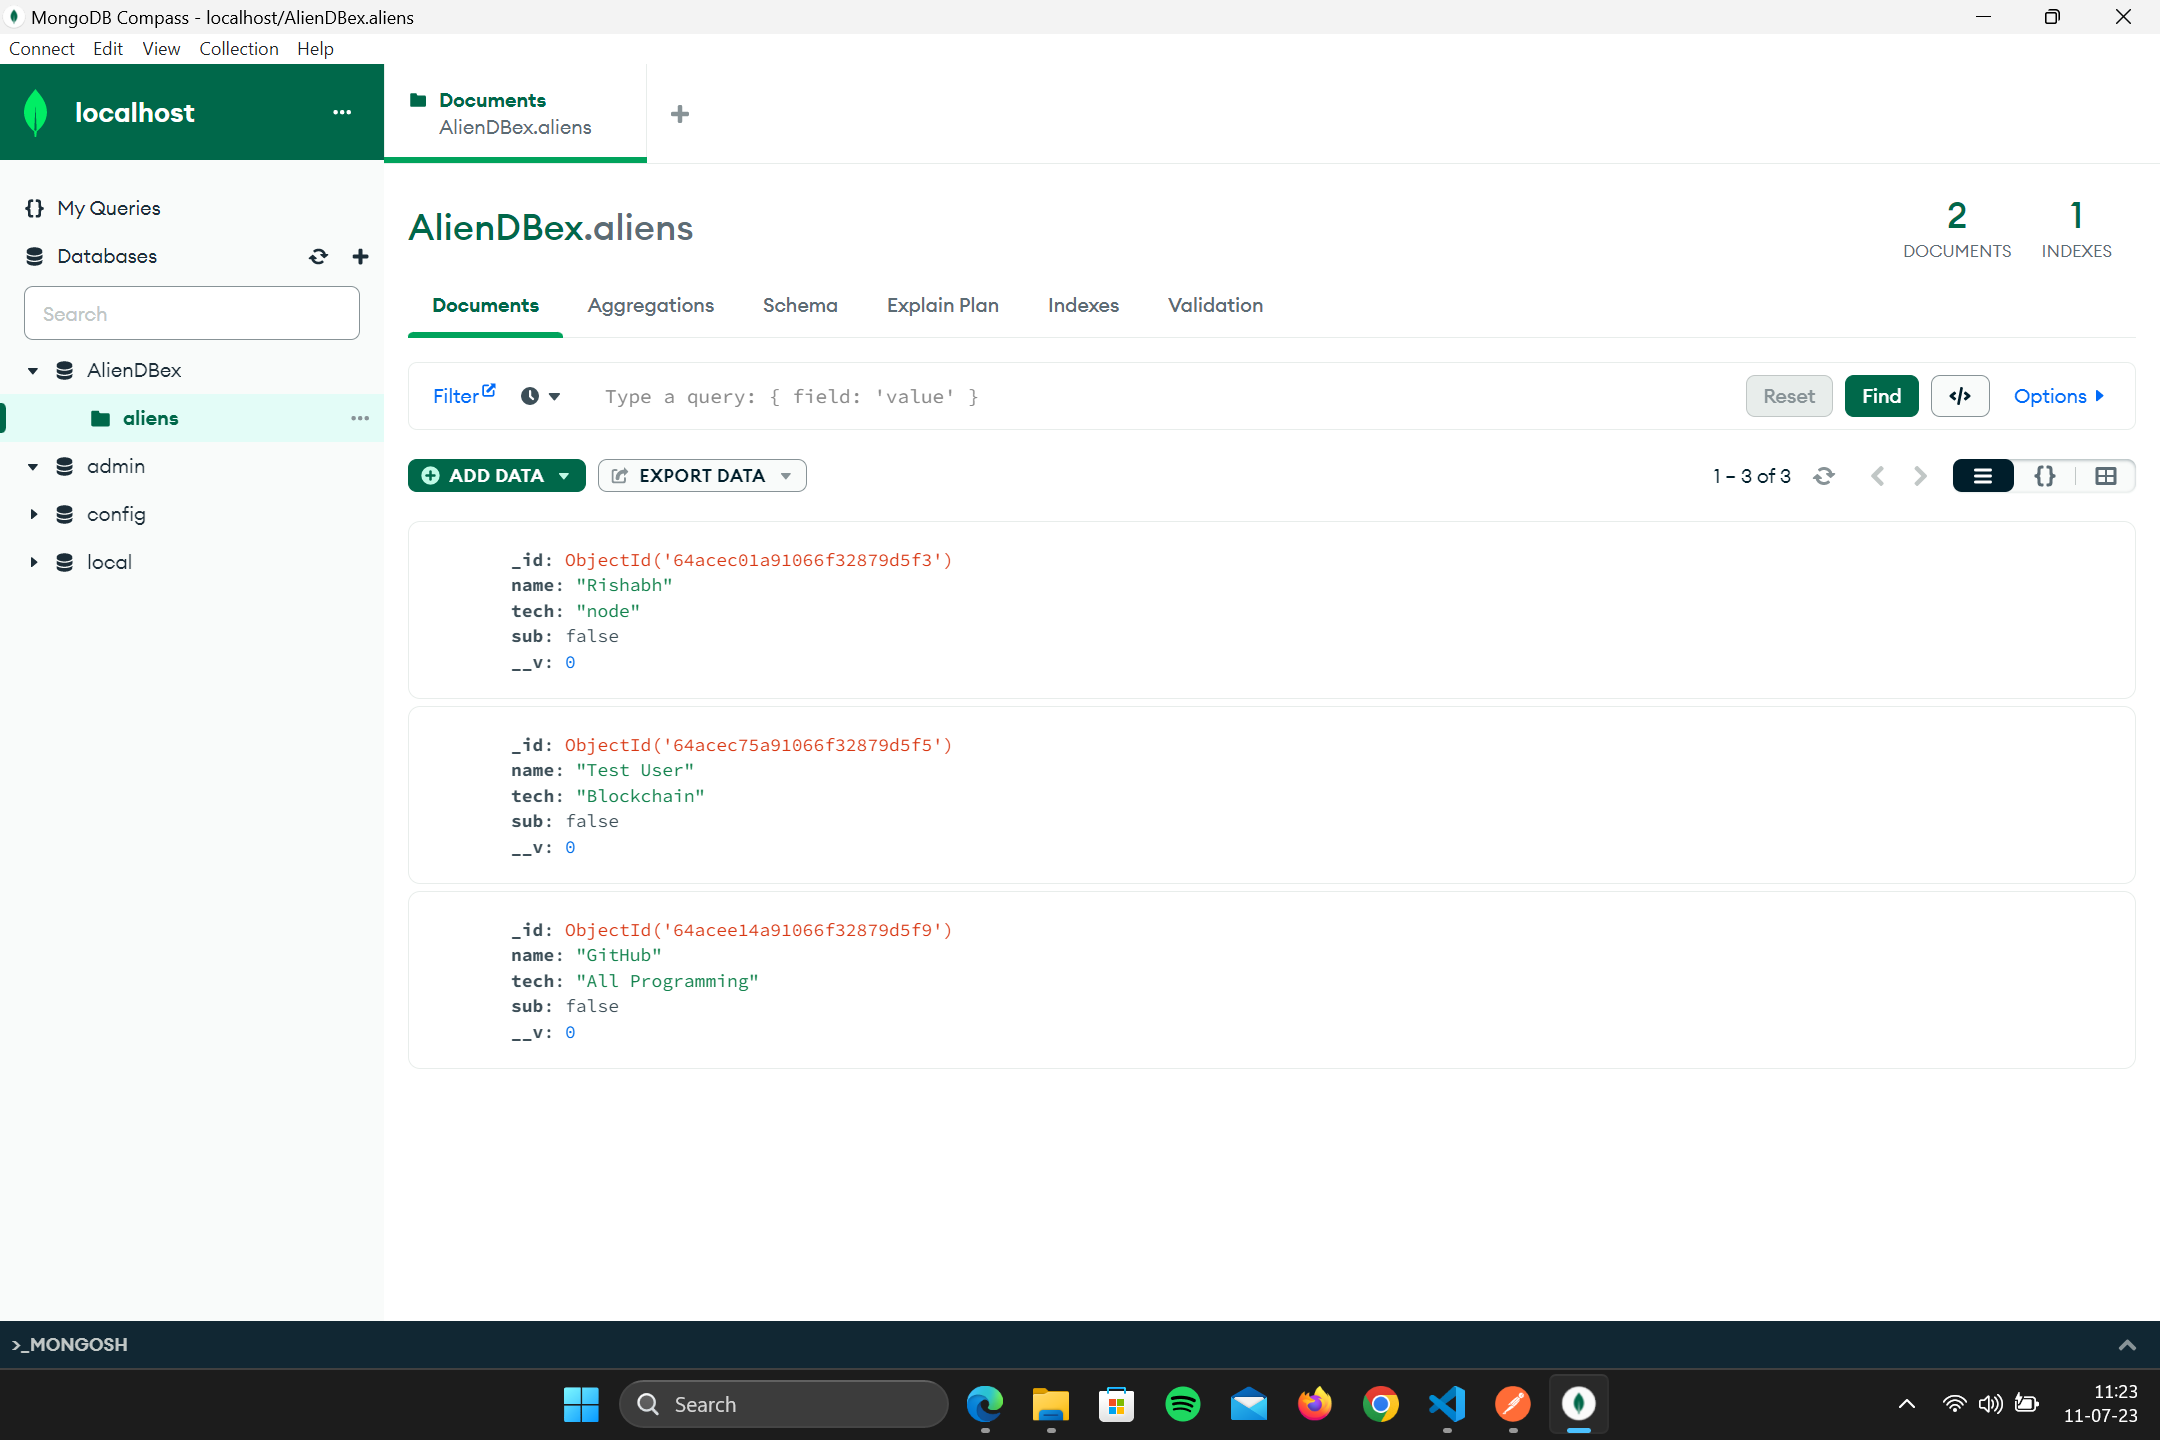 MongoDB Compass - localhost/AlienDBex.aliens
Connect Edit View Collection Help
localhost
Documents
AlienDBex.aliens
My Queries
Databases
Search
AlienDBex
aliens
admin
config
local
AlienDBex.aliens
2
DOCUMENTS
1
INDEXES
Documents Aggregations Schema Explain Plan Indexes Validation
Filter Type a query: { field: 'value' } Reset Find </> Options
ADD DATA EXPORT DATA 1 – 3 of 3 {}
_id: ObjectId('64acec01a91066f32879d5f3')
name: "Rishabh"
tech: "node"
sub: false
__v: 0
_id: ObjectId('64acec75a91066f32879d5f5')
name: "Test User"
tech: "Blockchain"
sub: false
__v: 0
_id: ObjectId('64acee14a91066f32879d5f9')
name: "GitHub"
tech: "All Programming"
sub: false
__v: 0
>_MONGOSH
Search
11:23
11-07-23